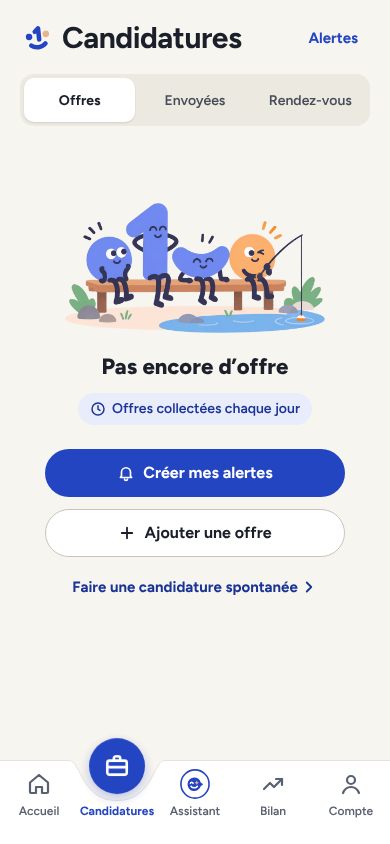 Candidatures
Alertes
Offres
Envoyées
Rendez-vous
Pas encore d’offre
Offres collectées chaque jour
Créer mes alertes
Ajouter une offre
Faire une candidature spontanée
Accueil
Candidatures
Assistant
Bilan
Compte